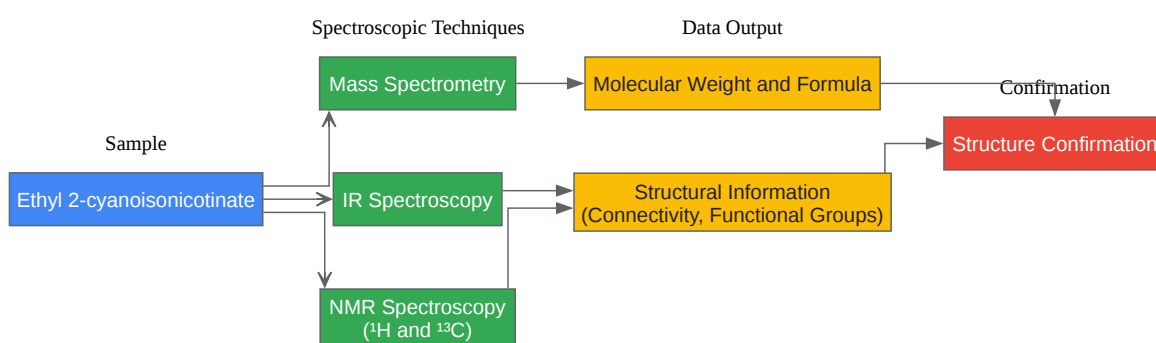 Spectroscopic Techniques
Data Output
Mass Spectrometry
Molecular Weight and Formula
Confirmation
Sample
Structure Confirmation
Ethyl 2-cyanoisonicotinate
IR Spectroscopy
Structural Information
(Connectivity, Functional Groups)
NMR Spectroscopy
(¹H and ¹³C)